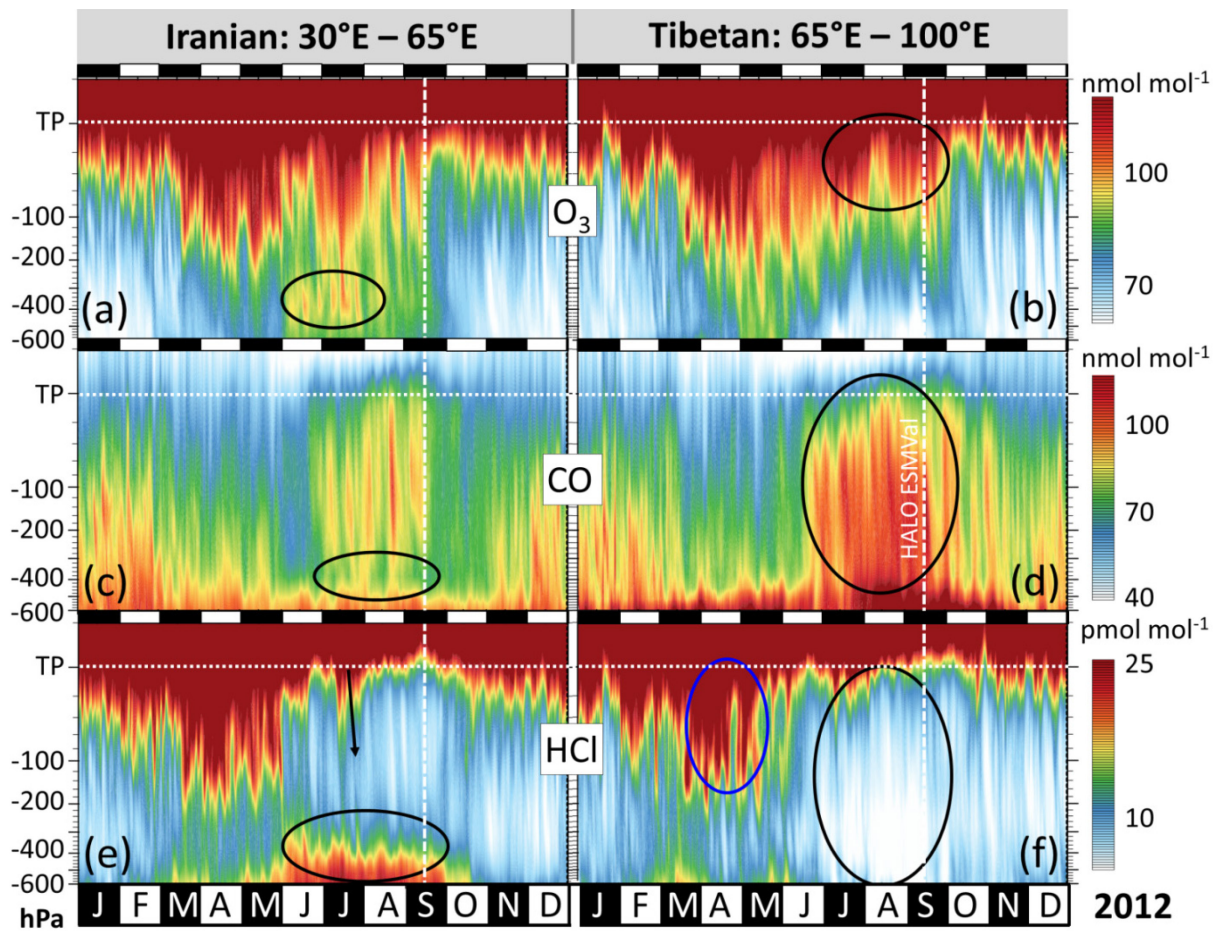 Iranian: 30°E – 65°E
Tibetan: 65°E – 100°E
nmol mol-1
TP
-100
-200
-400
-600
(a)
O3
(b)
100
70
nmol mol-1
TP
-100
-200
-400
-600
(c)
CO
HALO ESMVal
(d)
100
70
40
pmol mol-1
TP
-100
-200
-400
-600
(e)
HCl
(f)
25
10
hPa
J F M A M J J A S O N D
J F M A M J J A S O N D
2012